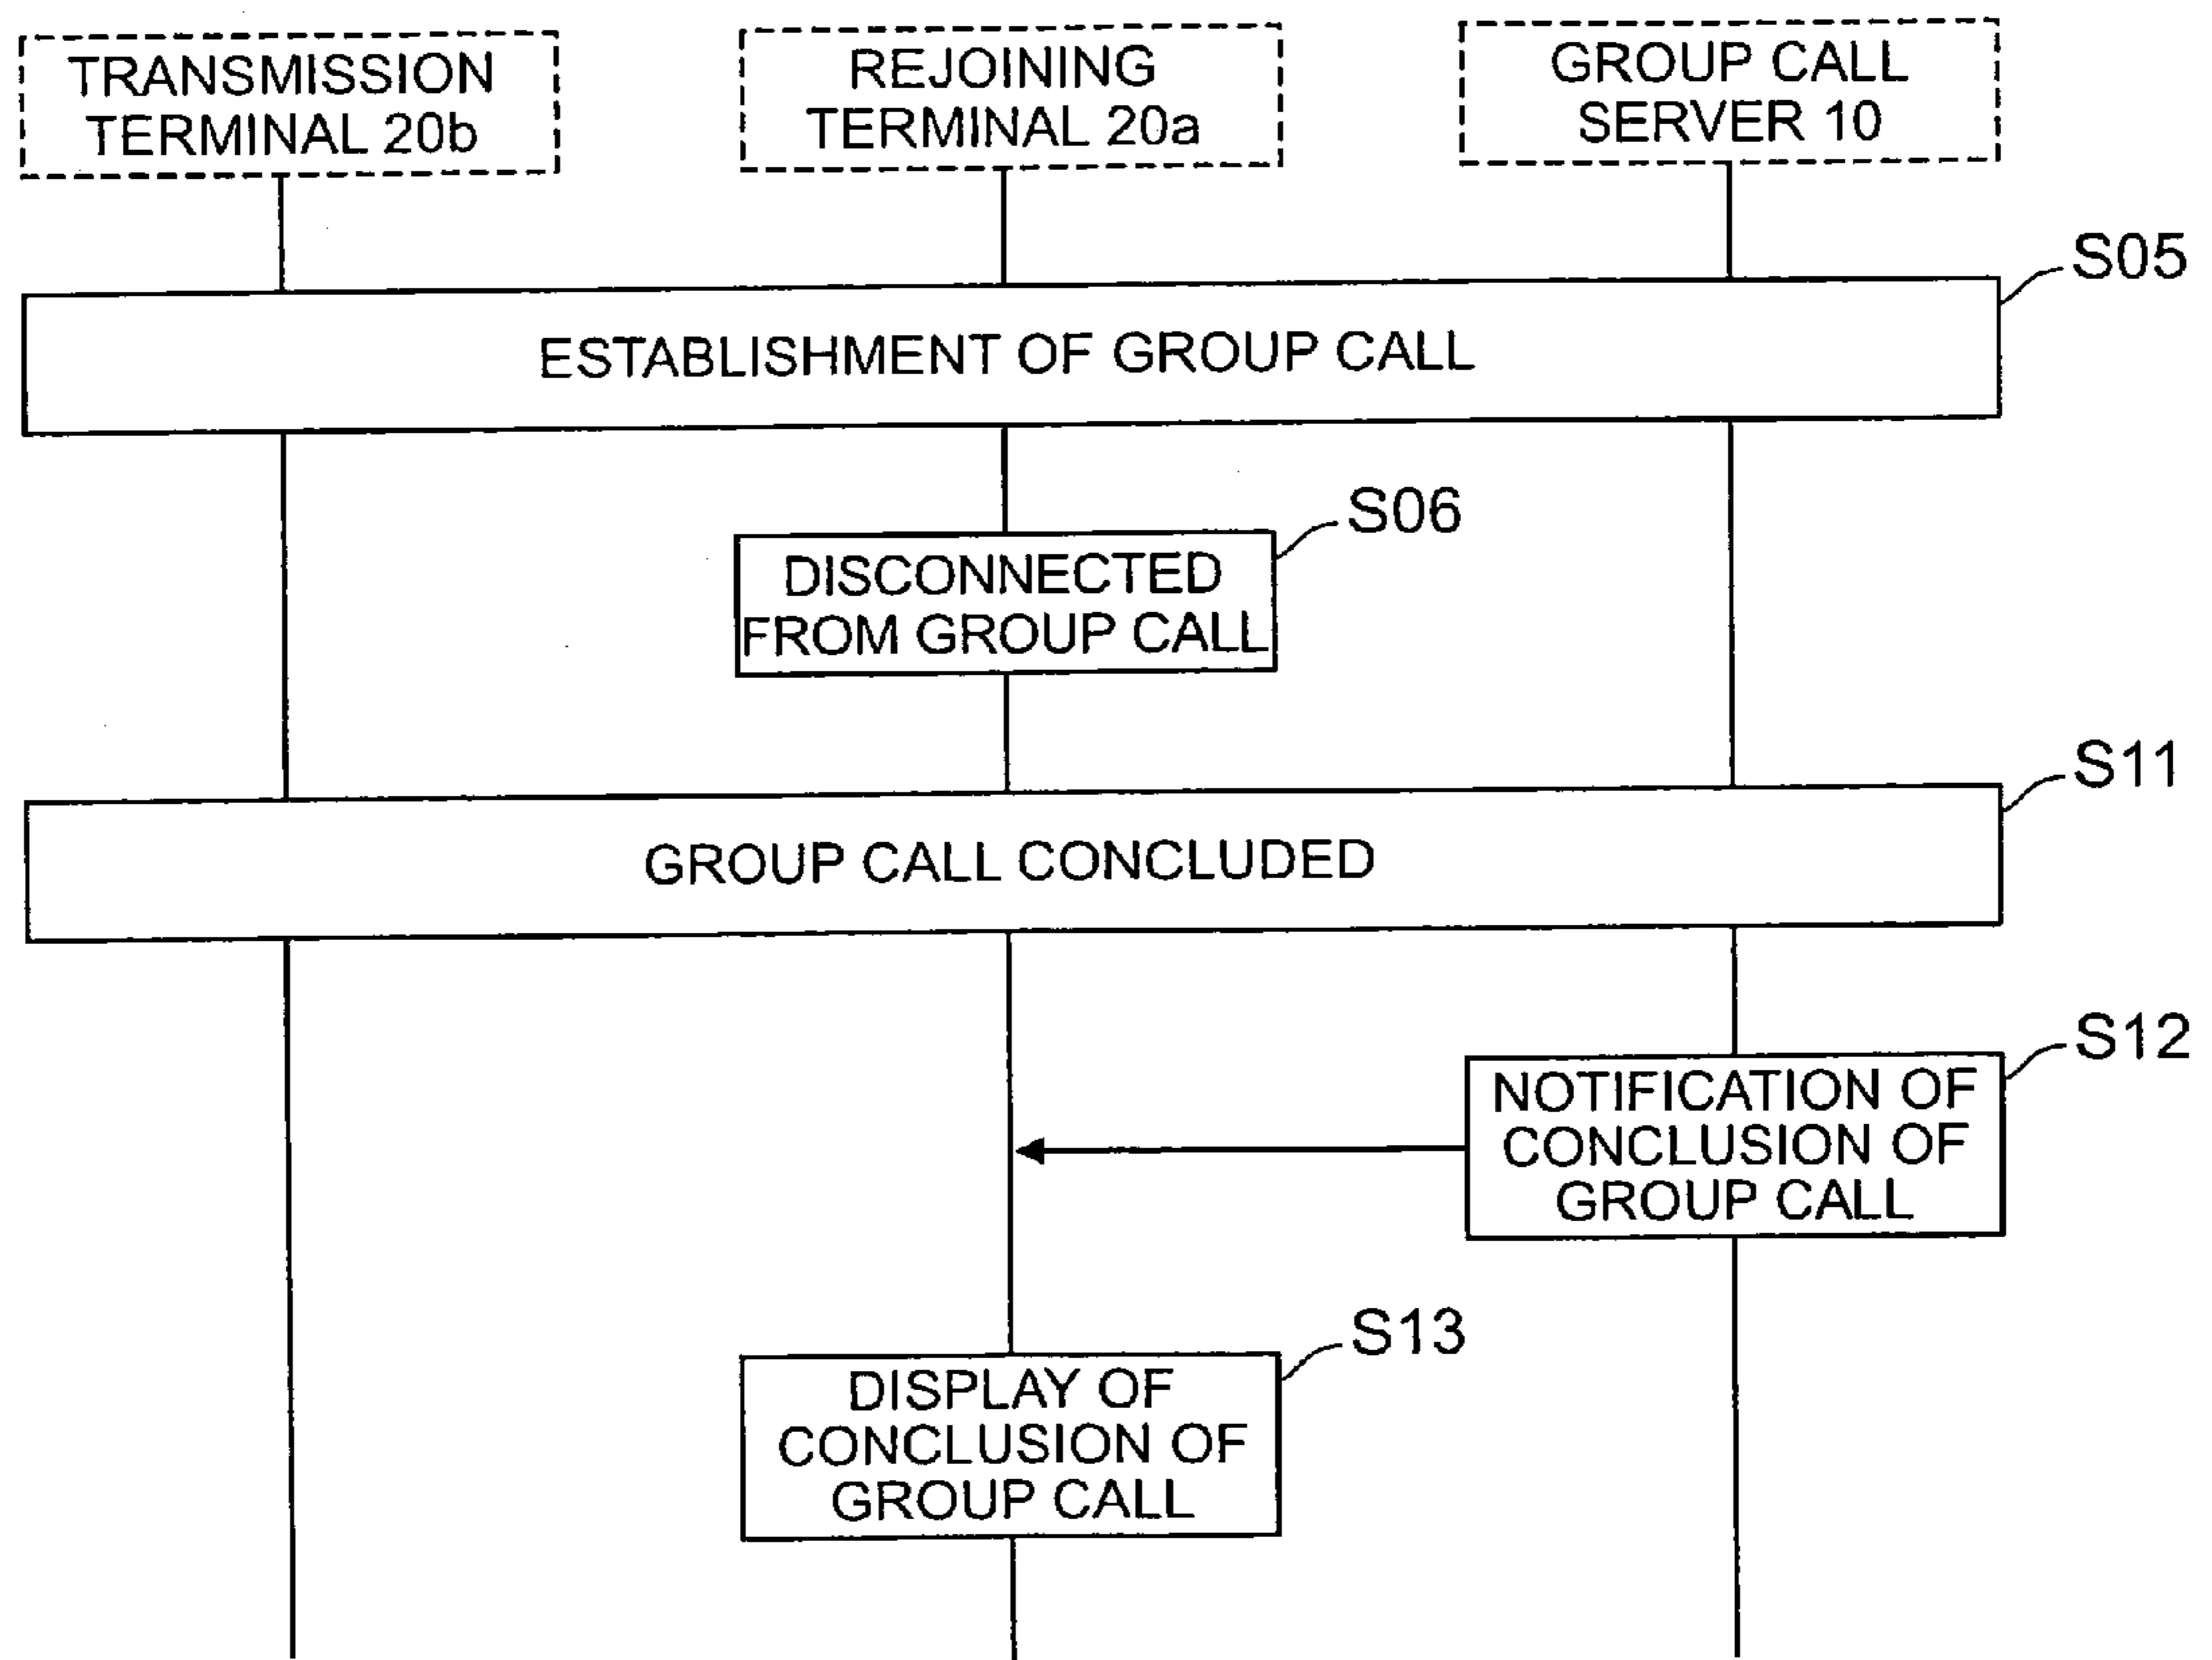 TRANSMISSION
TERMINAL 20b
REJOINING
TERMINAL 20a
GROUP CALL
SERVER 10
S05
ESTABLISHMENT OF GROUP CALL
S06
DISCONNECTED
FROM GROUP CALL
S11
GROUP CALL CONCLUDED
S12
NOTIFICATION OF
CONCLUSION OF
GROUP CALL
S13
DISPLAY OF
CONCLUSION OF
GROUP CALL